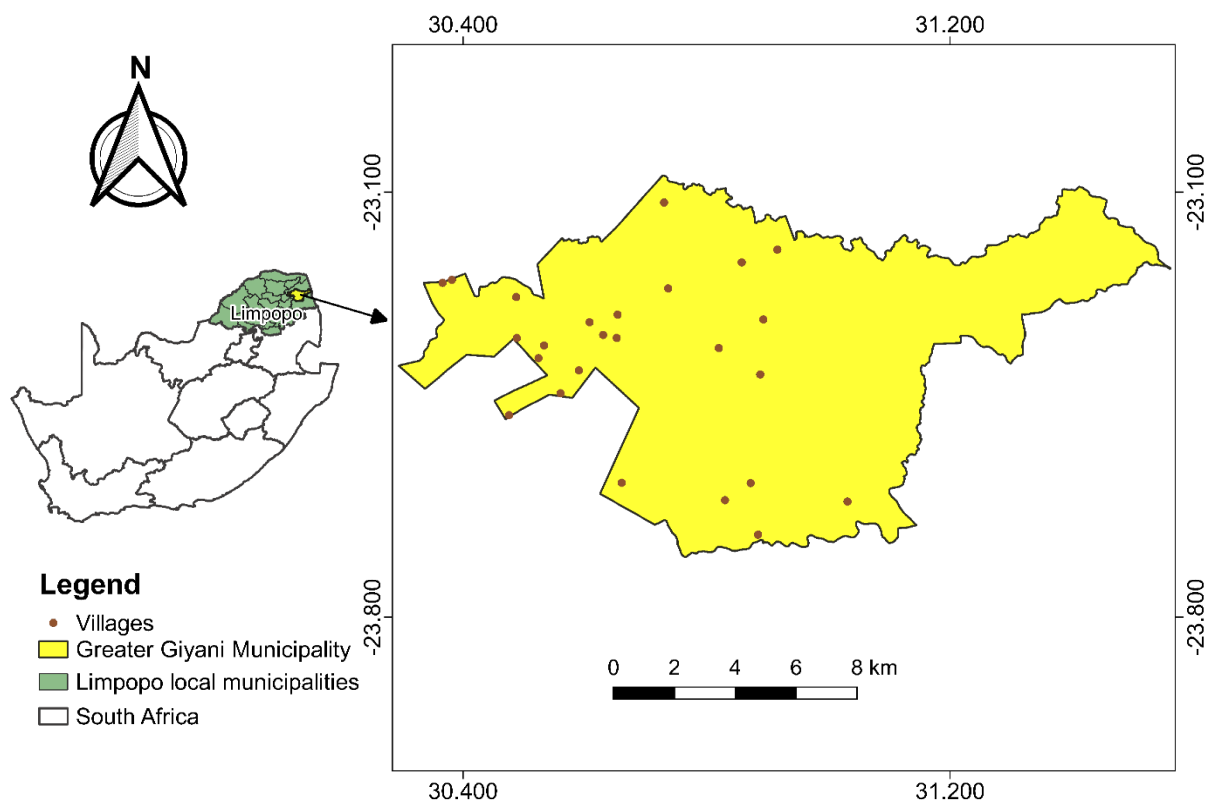 30.400
31.200
N
-23.100
-23.100
Limpopo
Legend
Villages
Greater Giyani Municipality
Limpopo local municipalities
South Africa
-23.800
-23.800
0 2 4 6 8 km
30.400
31.200